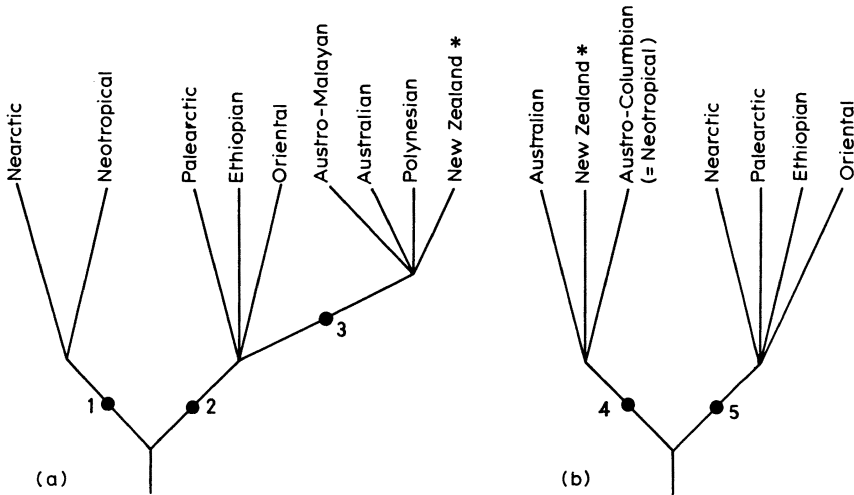 Nearctic
Neotropical
Palearctic
Ethiopian
Oriental
Austro-Malayan
Australian
Polynesian
New Zealand *
1
2
3
(a)
Australian
New Zealand *
Austro-Columbian
(= Neotropical)
Nearctic
Palearctic
Ethiopian
Oriental
4
5
(b)